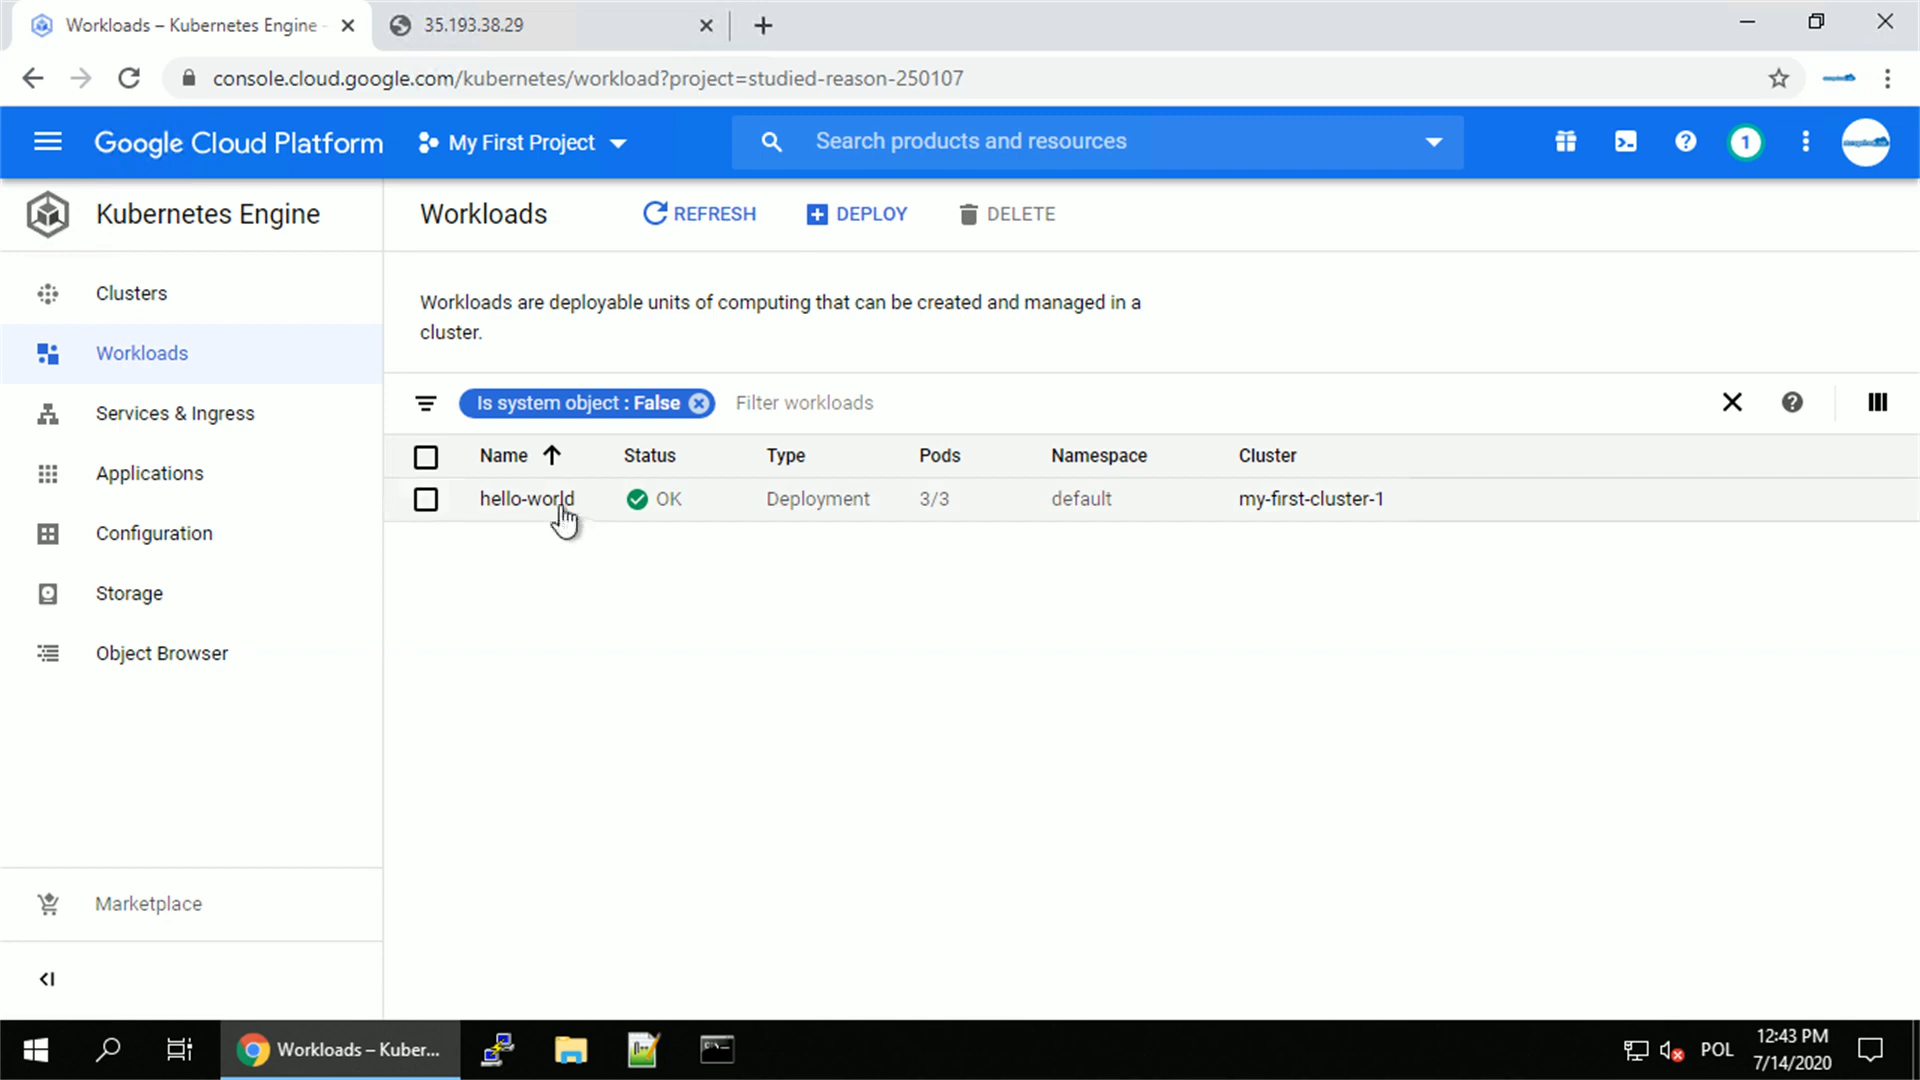 Workloads – Kubernetes Engine -
35.193.38.29
console.cloud.google.com/kubernetes/workload?project=studied-reason-250107
Google Cloud Platform
My First Project
Search products and resources
1
Kubernetes Engine
Workloads
REFRESH
DEPLOY
DELETE
Clusters
Workloads
Services & Ingress
Applications
Configuration
Storage
Object Browser
Marketplace
Workloads are deployable units of computing that can be created and managed in a
cluster.
Is system object : False
Filter workloads
Name Status Type Pods Namespace Cluster
hello-world OK Deployment 3/3 default my-first-cluster-1
Workloads – Kuber...
POL
12:43 PM
7/14/2020